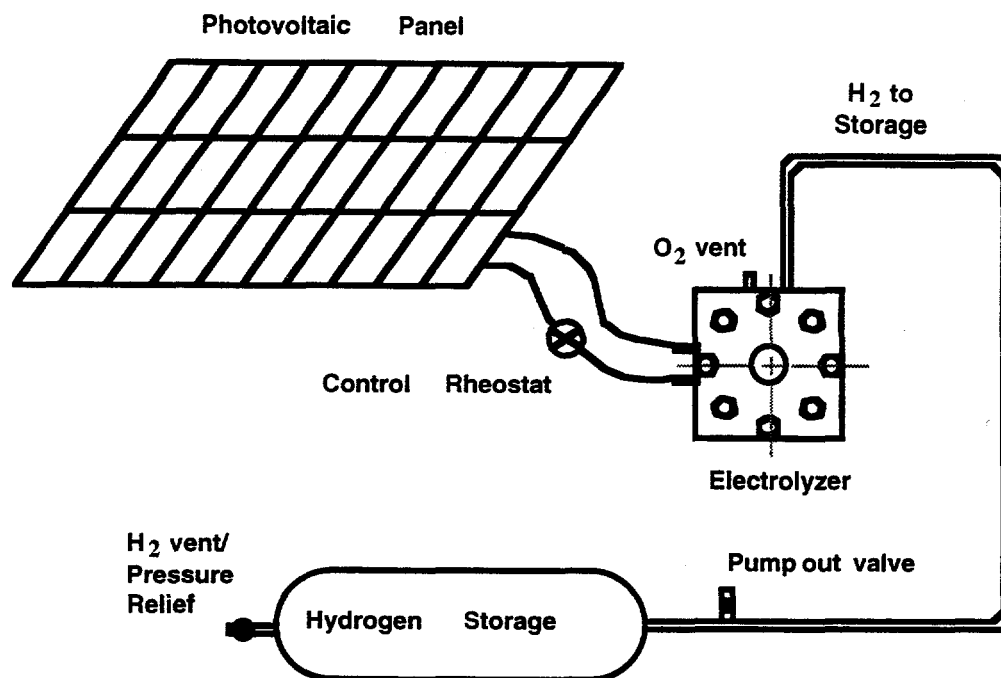 Photovoltaic Panel
H2 to
Storage
O2 vent
Control Rheostat
Electrolyzer
H2 vent/
Pressure
Relief
Pump out valve
Hydrogen Storage